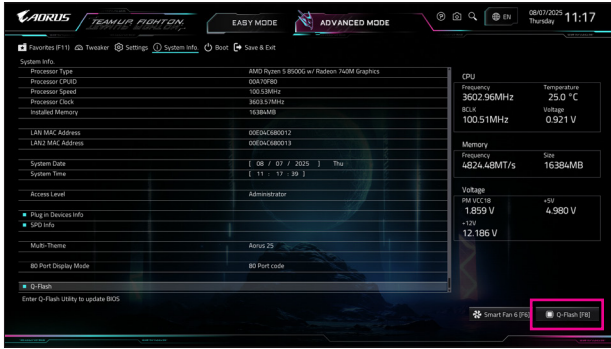 AORUS TEAM UP. FIGHT ON. EASY MODE ADVANCED MODE EN 08/07/2025 Thursday 11:17
Favorites (F11) Tweaker Settings System Info. Boot Save & Exit
System Info.
Processor Type AMD Ryzen 5 8500G w/ Radeon 740M Graphics
Processor CPUID 00A70F80
Processor Speed 100.53MHz
Processor Clock 3603.57MHz
Installed Memory 16384MB
LAN MAC Address 00E04C680012
LAN2 MAC Address 00E04C680013
System Date [ 08 / 07 / 2025 ] Thu
System Time [ 11 : 17 : 39 ]
Access Level Administrator
Plug in Devices Info
SPD Info
Multi-Theme Aorus 25
80 Port Display Mode 80 Port code
Q-Flash
Enter Q-Flash Utility to update BIOS
CPU
Frequency Temperature
3602.96MHz 25.0 °C
BCLK Voltage
100.51MHz 0.921 V
Memory
Frequency Size
4824.48MT/s 16384MB
Voltage
PM VCC18 +5V
1.859 V 4.980 V
+12V
12.186 V
Smart Fan 6 [F6] Q-Flash [F8]